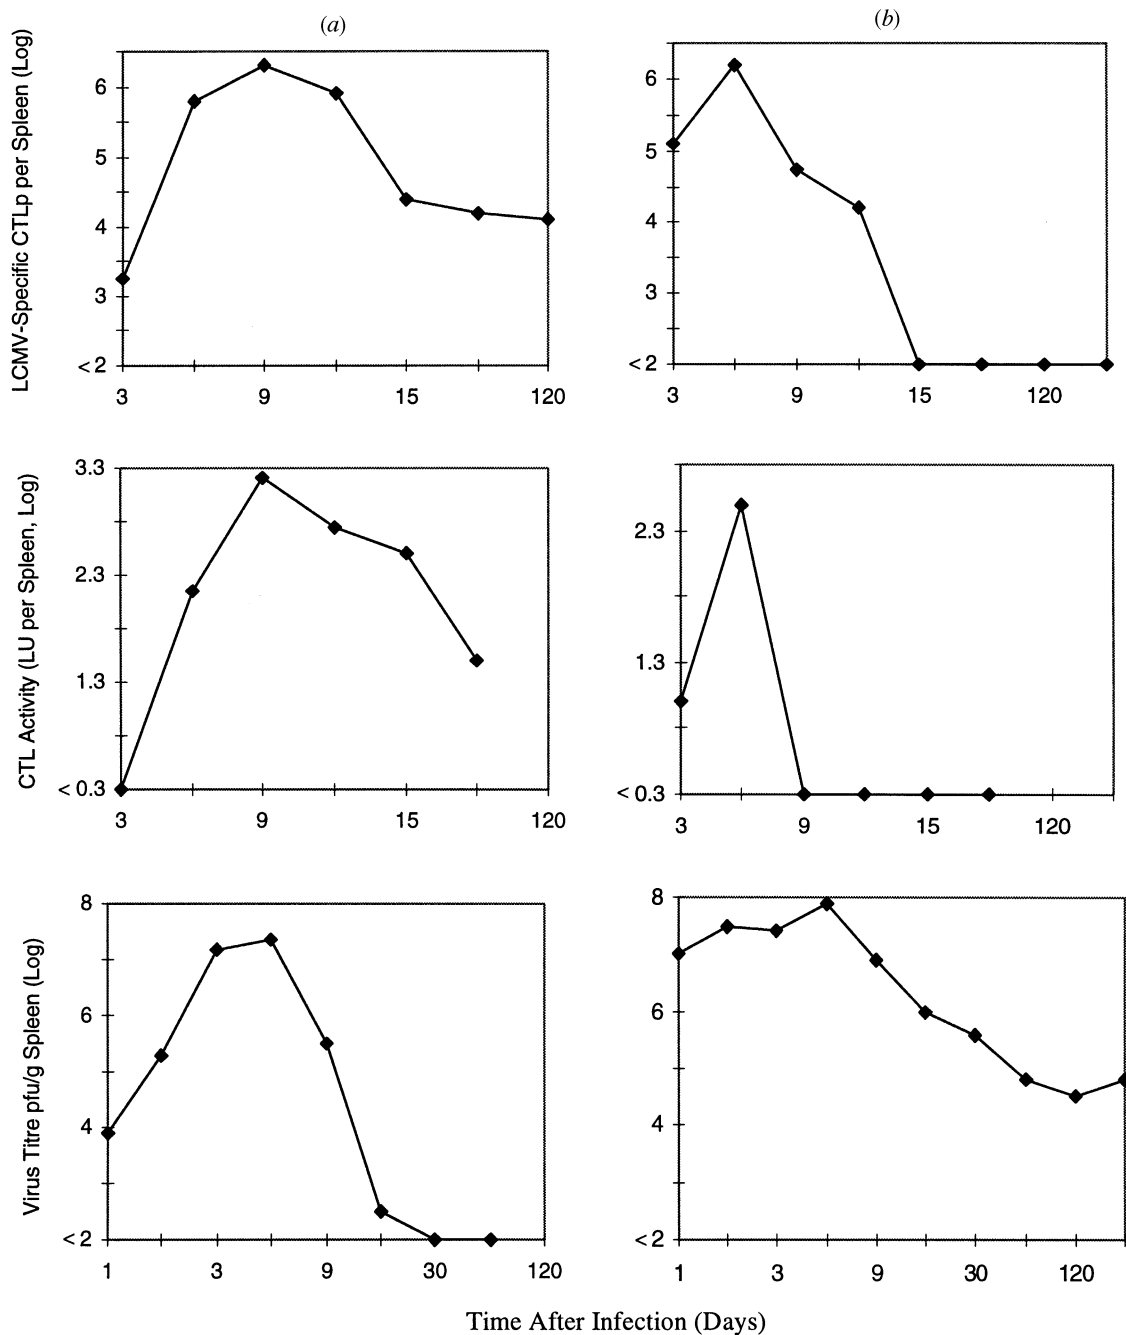 (a)
(b)
LCMV-Specific CTLp per Spleen (Log)
6
5
4
3
<2
3 9 15 120
6
5
4
3
<2
3 9 15 120
CTL Activity (LU per Spleen, Log)
3.3
2.3
1.3
<0.3
3 9 15 120
2.3
1.3
<0.3
3 9 15 120
Virus Titre pfu/g Spleen (Log)
8
6
4
<2
1 3 9 30 120
8
6
4
<2
1 3 9 30 120
Time After Infection (Days)